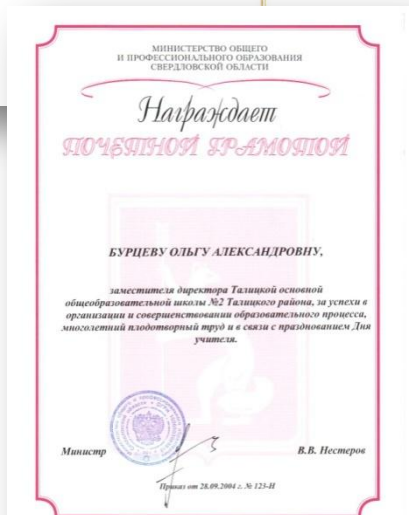 МИНИСТЕРСТВО ОБЩЕГО
И ПРОФЕССИОНАЛЬНОГО ОБРАЗОВАНИЯ
СВЕРДЛОВСКОЙ ОБЛАСТИ
Награждает
ПОЧЕТНОЙ ГРАМОТОЙ
БУРЦЕВУ ОЛЬГУ АЛЕКСАНДРОВНУ,
заместителя директора Талицкой основной
общеобразовательной школы №2 Талицкого района, за успехи в
организации и совершенствовании образовательного процесса,
многолетний плодотворный труд и в связи с празднованием Дня
учителя.
Министр В.В. Нестеров
Приказ от 28.09.2004 г. № 123-Н